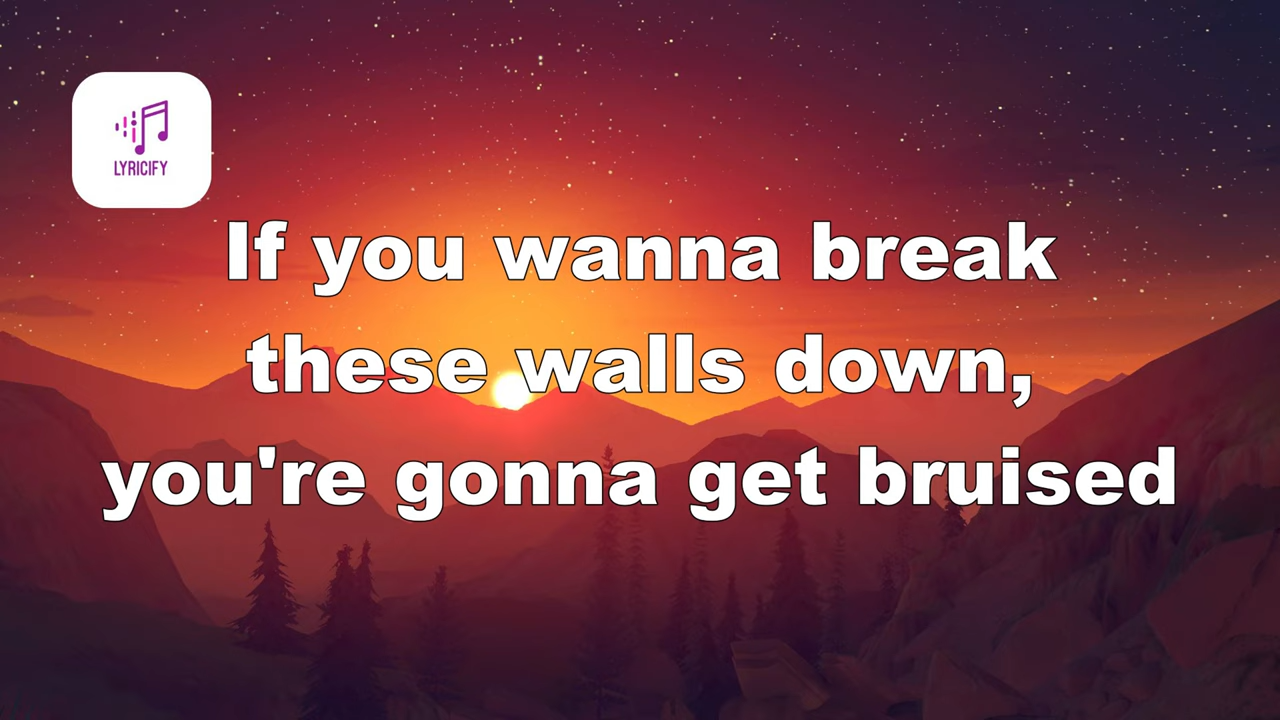 LYRICIFY
If you wanna break
these walls down,
you're gonna get bruised